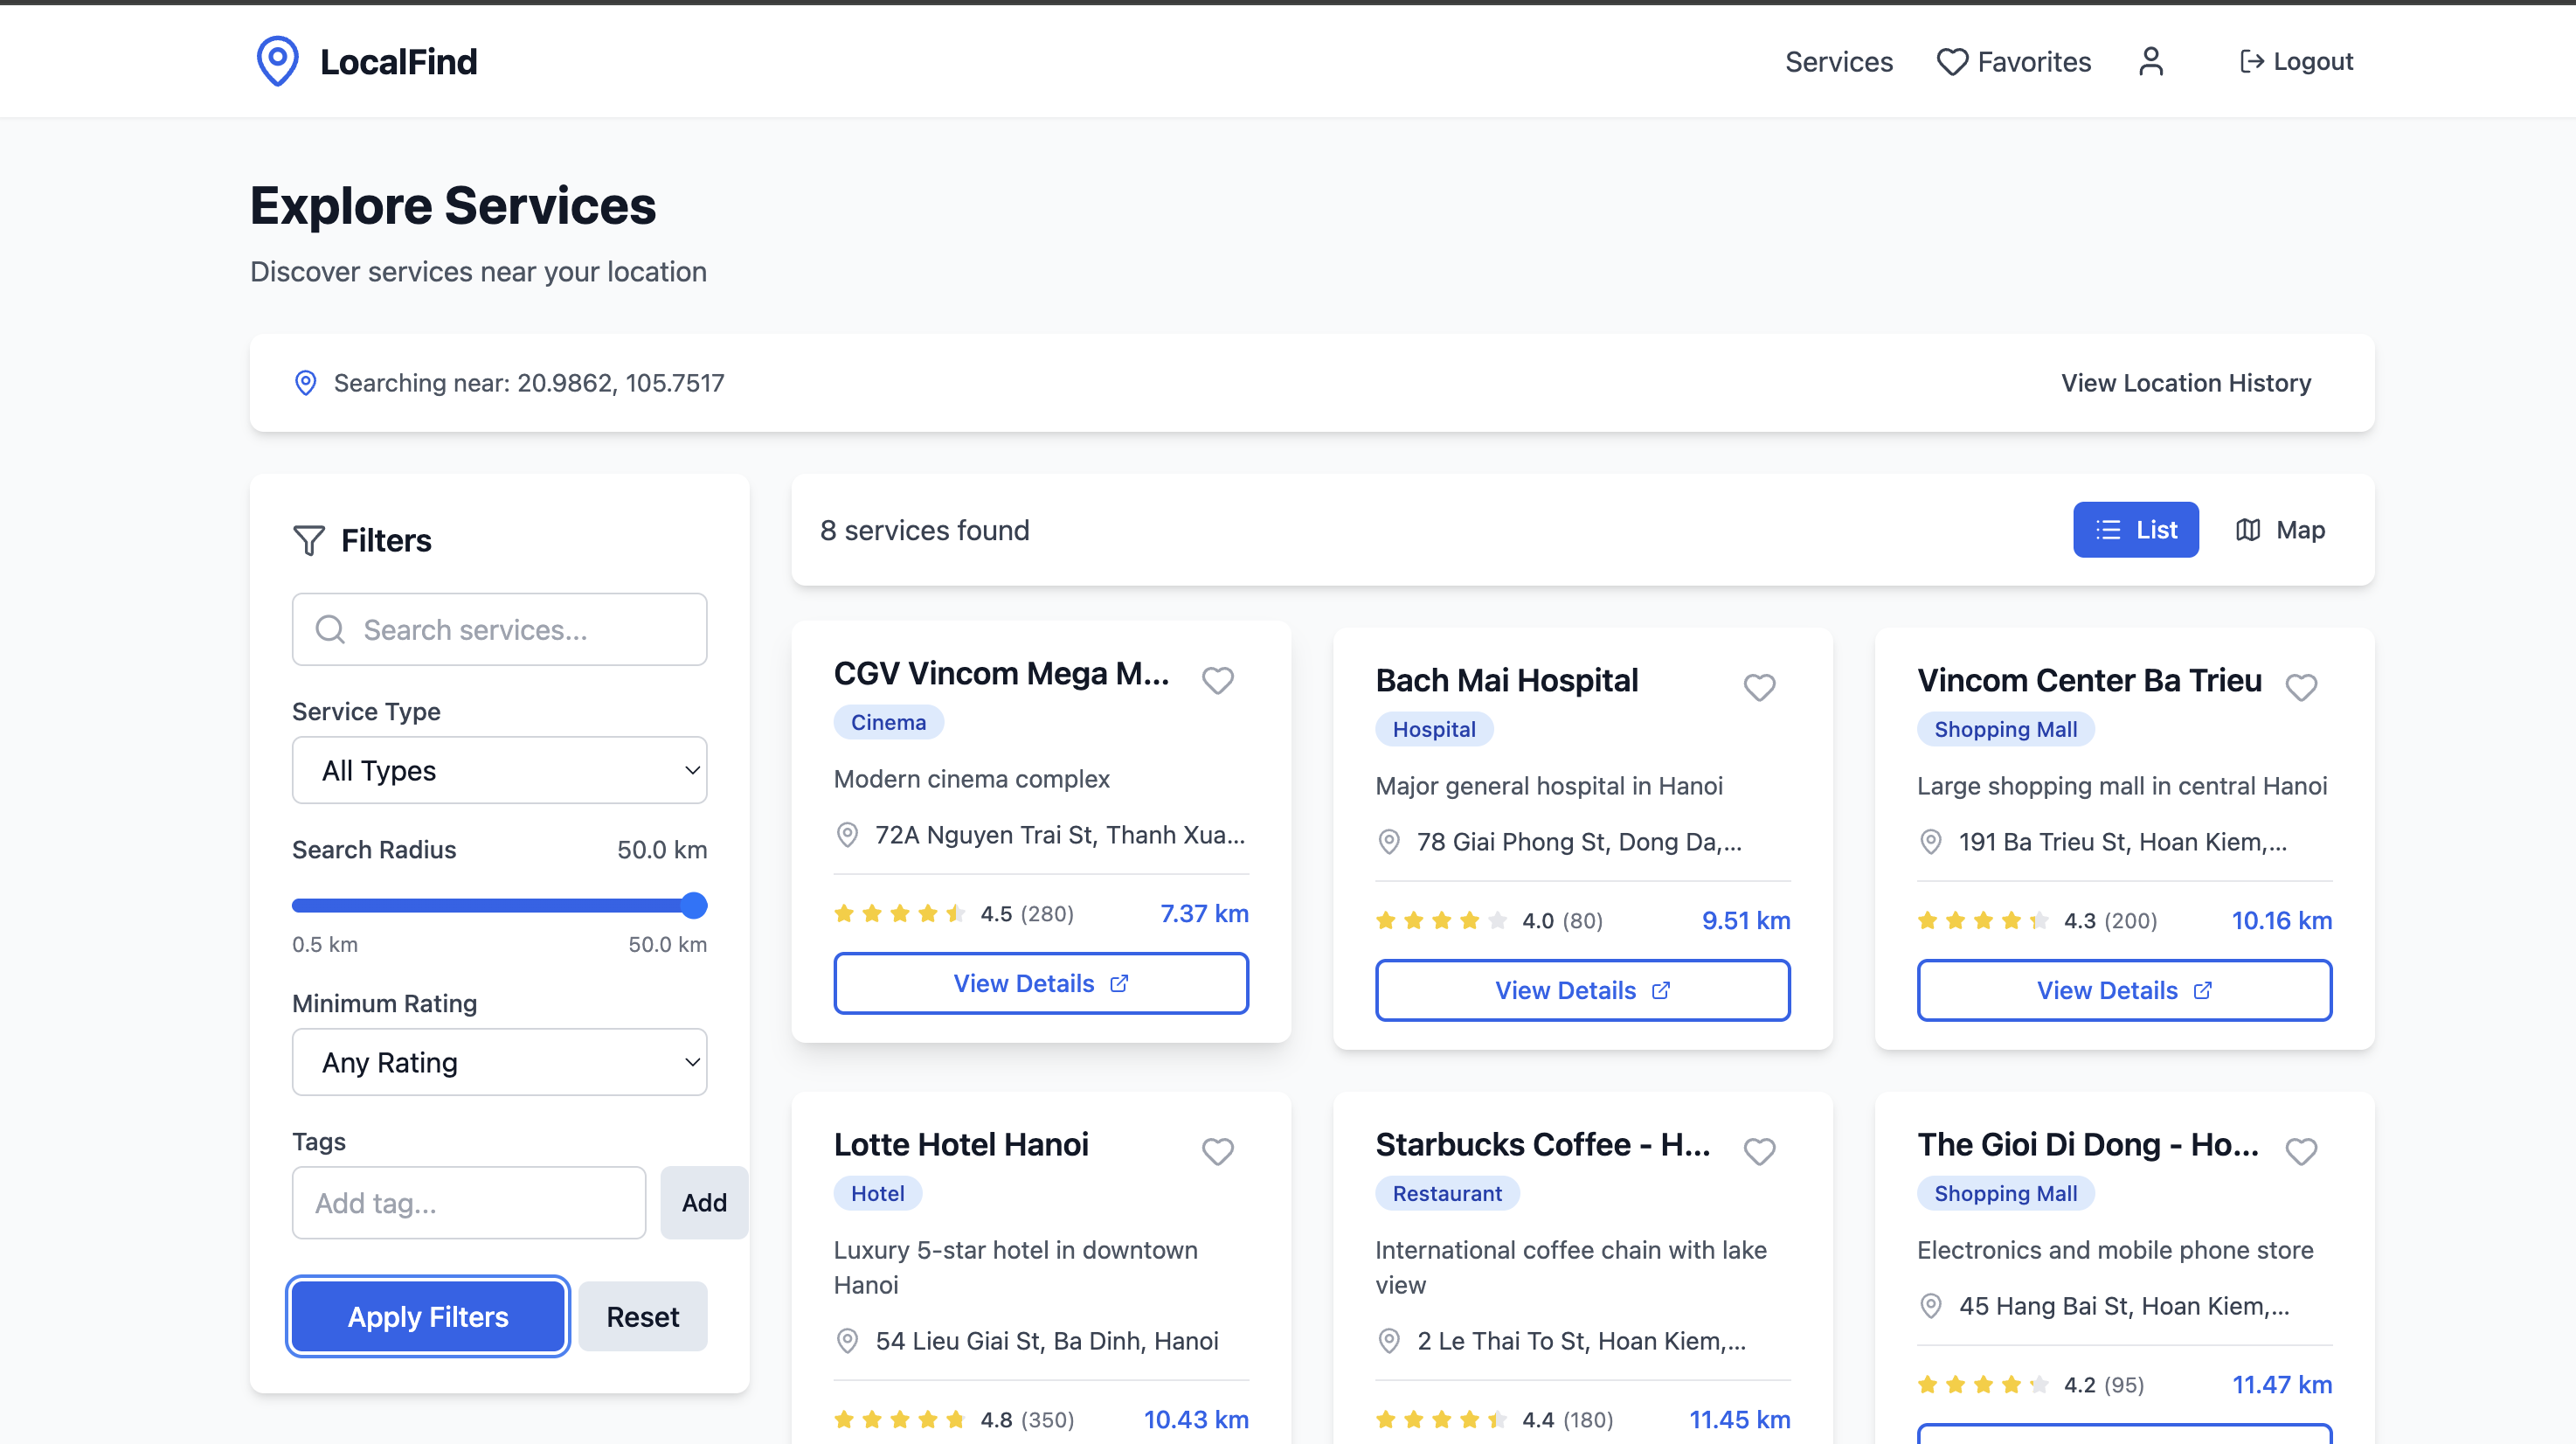 LocalFind
Services
Favorites
Logout
Explore Services
Discover services near your location
Searching near: 20.9862, 105.7517
View Location History
Filters
Search services...
Service Type
All Types
Search Radius
50.0 km
0.5 km
50.0 km
Minimum Rating
Any Rating
Tags
Add tag...
Add
Apply Filters
Reset
8 services found
List
Map
CGV Vincom Mega M...
Cinema
Modern cinema complex
72A Nguyen Trai St, Thanh Xua...
4.5 (280)
7.37 km
View Details
Bach Mai Hospital
Hospital
Major general hospital in Hanoi
78 Giai Phong St, Dong Da,...
4.0 (80)
9.51 km
View Details
Vincom Center Ba Trieu
Shopping Mall
Large shopping mall in central Hanoi
191 Ba Trieu St, Hoan Kiem,...
4.3 (200)
10.16 km
View Details
Lotte Hotel Hanoi
Hotel
Luxury 5-star hotel in downtown
Hanoi
54 Lieu Giai St, Ba Dinh, Hanoi
4.8 (350)
10.43 km
Starbucks Coffee - H...
Restaurant
International coffee chain with lake
view
2 Le Thai To St, Hoan Kiem,...
4.4 (180)
11.45 km
The Gioi Di Dong - Ho...
Shopping Mall
Electronics and mobile phone store
45 Hang Bai St, Hoan Kiem,...
4.2 (95)
11.47 km